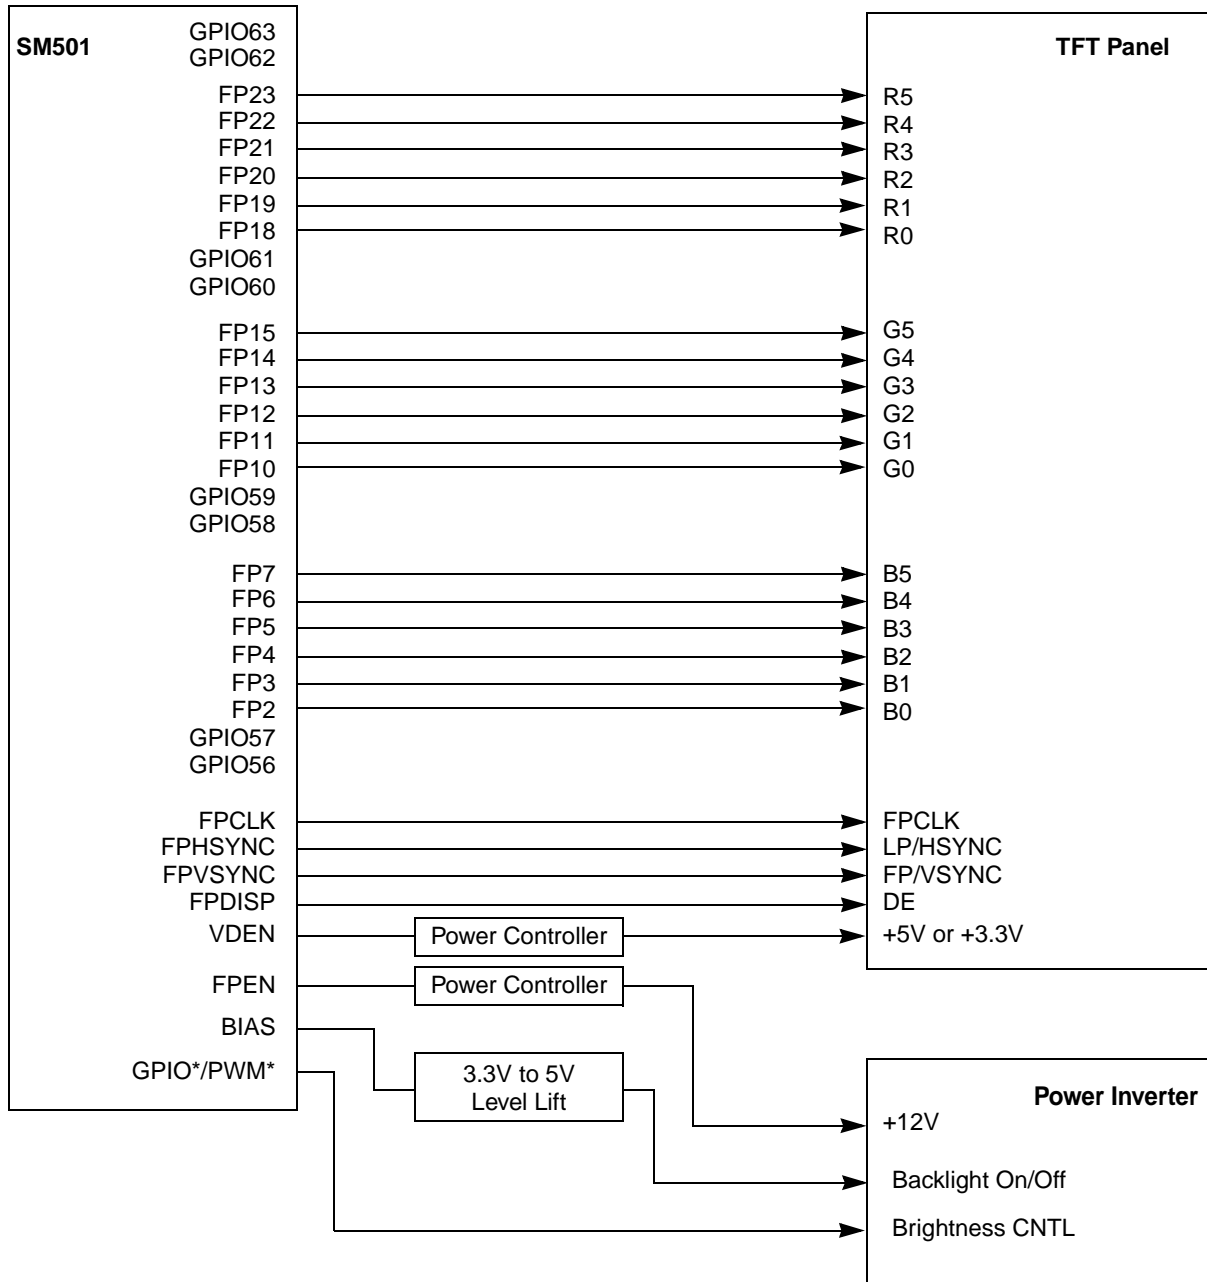 SM501
GPIO63
GPIO62
FP23
FP22
FP21
FP20
FP19
FP18
GPIO61
GPIO60
FP15
FP14
FP13
FP12
FP11
FP10
GPIO59
GPIO58
FP7
FP6
FP5
FP4
FP3
FP2
GPIO57
GPIO56
FPCLK
FPHSYNC
FPVSYNC
FPDISP
VDEN
FPEN
BIAS
GPIO*/PWM*
Power Controller
Power Controller
3.3V to 5V
Level Lift
TFT Panel
R5
R4
R3
R2
R1
R0
G5
G4
G3
G2
G1
G0
B5
B4
B3
B2
B1
B0
FPCLK
LP/HSYNC
FP/VSYNC
DE
+5V or +3.3V
Power Inverter
+12V
Backlight On/Off
Brightness CNTL